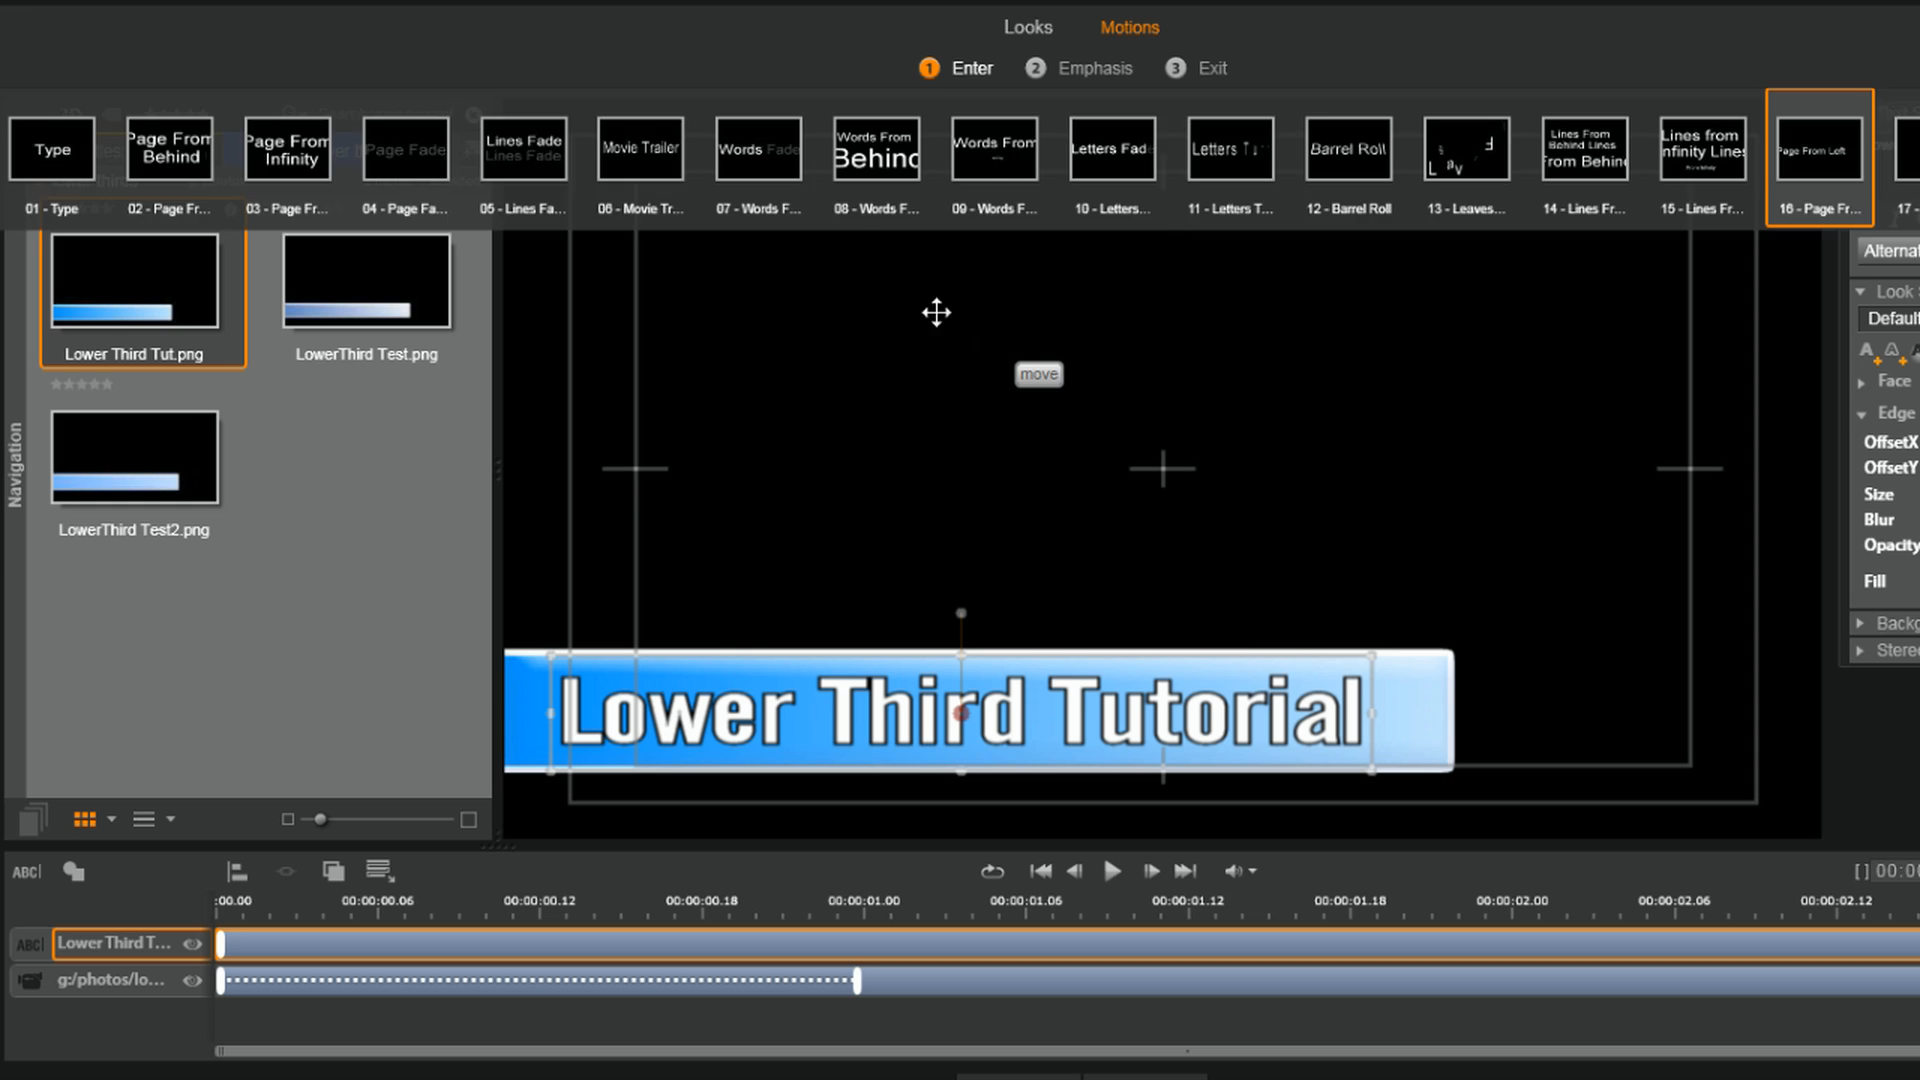 Looks Motions
1 Enter 2 Emphasis 3 Exit
Type
Page From
Behind
Page From
Infinity
Page Fade
Lines Fade
Lines Fade
Movie Trailer
Words Fade
Words From
Behind
Words From
Letters Fad
Letters
Barrel Roll
Lines From
Behind Lines
From Behind
Lines from
Infinity Lines
Page From Left
01 - Type
02 - Page Fr...
03 - Page Fr...
04 - Page Fa...
05 - Lines Fa...
06 - Movie Tr...
07 - Words F...
08 - Words F...
09 - Words F...
10 - Letters...
11 - Letters T...
12 - Barrel Roll
13 - Leaves...
14 - Lines Fr...
15 - Lines Fr...
16 - Page Fr...
17 -
Navigation
Lower Third Tut.png
LowerThird Test.png
LowerThird Test2.png
move
Lower Third Tutorial
Alternat
Look
Default
Face
Edge
OffsetX
OffsetY
Size
Blur
Opacity
Fill
Backg
Stereo
ABC
[ ] 00:00
:00.00 00:00:00.06 00:00:00.12 00:00:00.18 00:00:01.00 00:00:01.06 00:00:01.12 00:00:01.18 00:00:02.00 00:00:02.06 00:00:02.12
ABC Lower Third T...
g:/photos/lo...